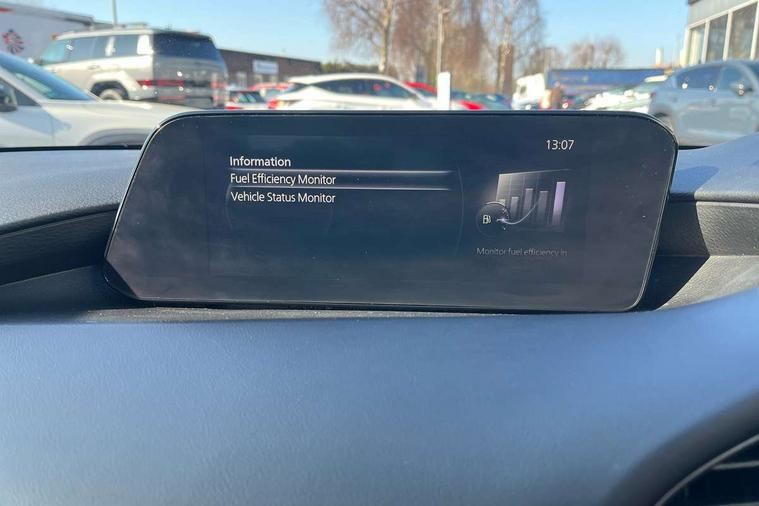 13:07
Information
Fuel Efficiency Monitor
Vehicle Status Monitor
Monitor fuel efficiency in